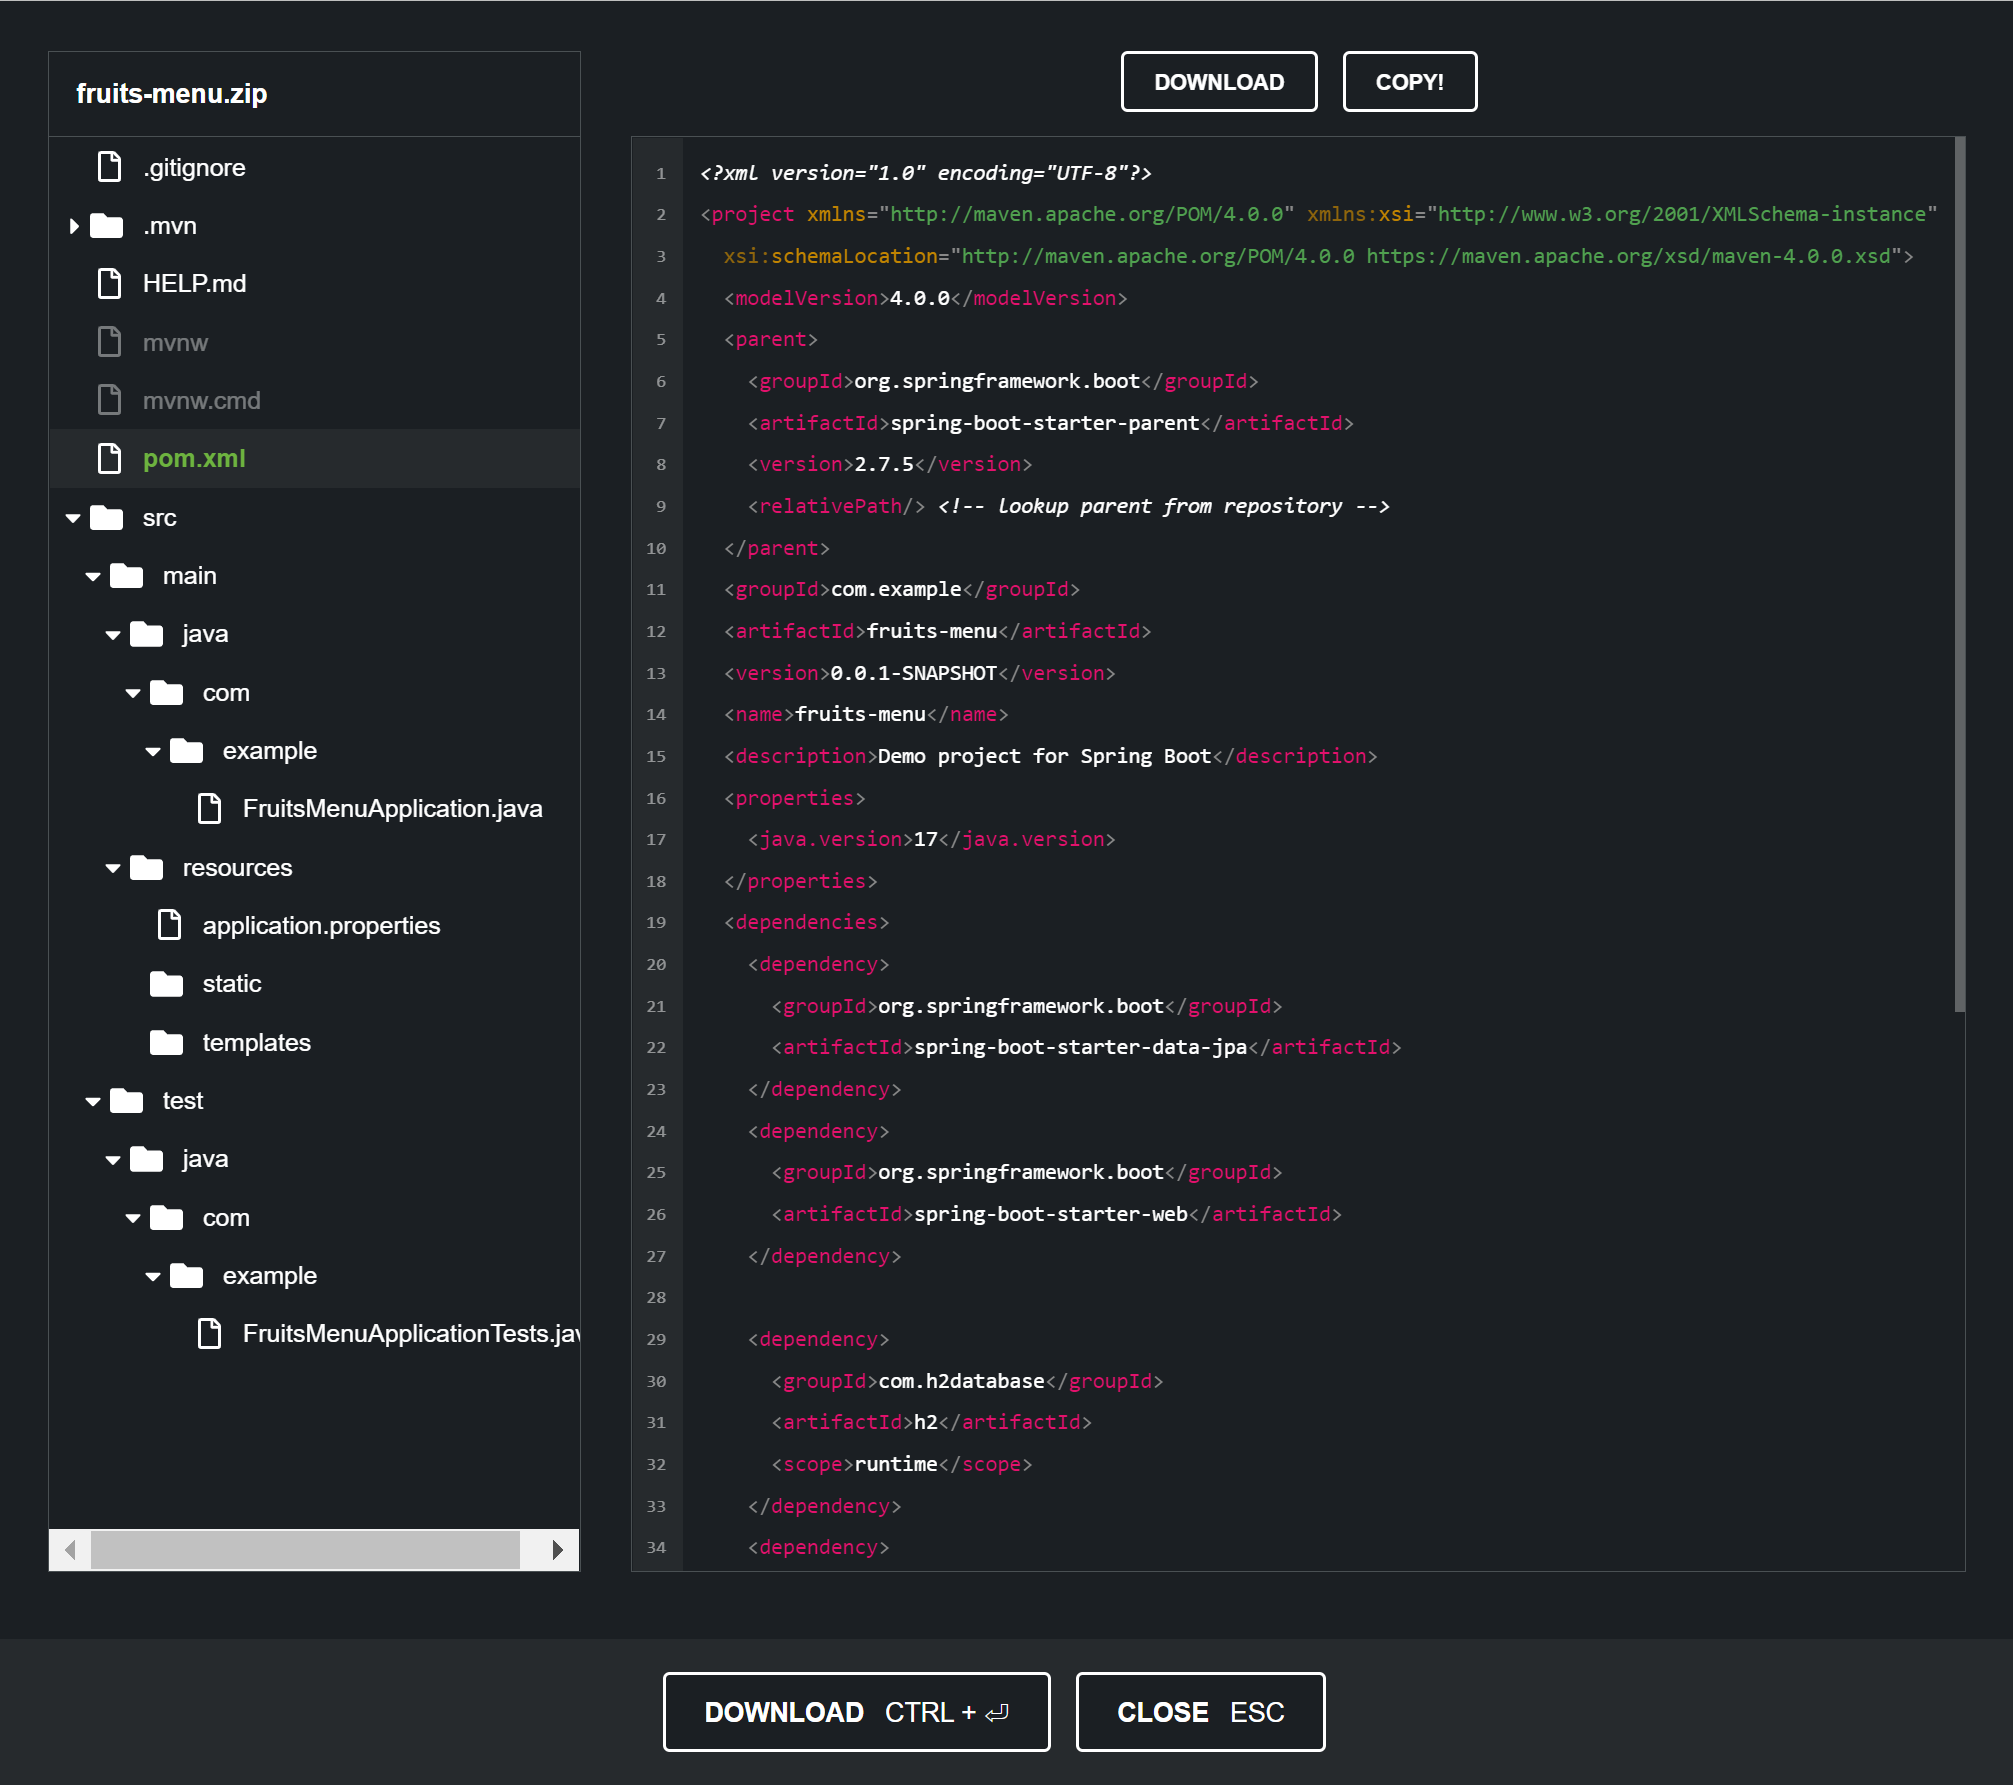 fruits-menu.zip
.gitignore
.mvn
HELP.md
mvnw
mvnw.cmd
pom.xml
src
main
java
com
example
FruitsMenuApplication.java
resources
application.properties
static
templates
test
java
com
example
FruitsMenuApplicationTests.jav
DOWNLOAD COPY!
1 <?xml version="1.0" encoding="UTF-8"?>
2 <project xmlns="http://maven.apache.org/POM/4.0.0" xmlns:xsi="http://www.w3.org/2001/XMLSchema-instance"
3 xsi:schemaLocation="http://maven.apache.org/POM/4.0.0 https://maven.apache.org/xsd/maven-4.0.0.xsd">
4 <modelVersion>4.0.0</modelVersion>
5 <parent>
6 <groupId>org.springframework.boot</groupId>
7 <artifactId>spring-boot-starter-parent</artifactId>
8 <version>2.7.5</version>
9 <relativePath/> <!-- lookup parent from repository -->
10 </parent>
11 <groupId>com.example</groupId>
12 <artifactId>fruits-menu</artifactId>
13 <version>0.0.1-SNAPSHOT</version>
14 <name>fruits-menu</name>
15 <description>Demo project for Spring Boot</description>
16 <properties>
17 <java.version>17</java.version>
18 </properties>
19 <dependencies>
20 <dependency>
21 <groupId>org.springframework.boot</groupId>
22 <artifactId>spring-boot-starter-data-jpa</artifactId>
23 </dependency>
24 <dependency>
25 <groupId>org.springframework.boot</groupId>
26 <artifactId>spring-boot-starter-web</artifactId>
27 </dependency>
28
29 <dependency>
30 <groupId>com.h2database</groupId>
31 <artifactId>h2</artifactId>
32 <scope>runtime</scope>
33 </dependency>
34 <dependency>
DOWNLOAD CTRL + ⏎ CLOSE ESC